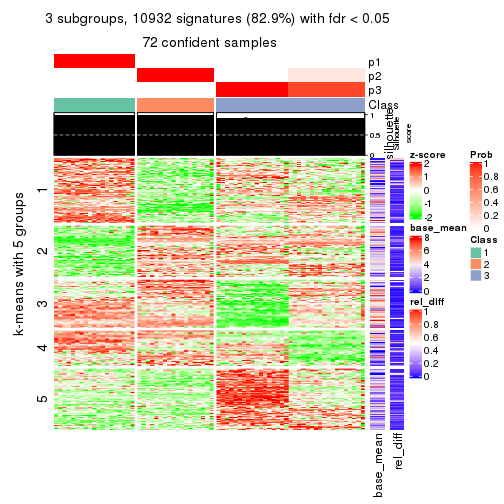 3 subgroups, 10932 signatures (82.9%) with fdr < 0.05
72 confident samples
p1
p2
p3
Class
silhouette
Silhouette
score
1
0.5
0
k-means with 5 groups
1
2
3
4
5
z-score
2
1
0
-1
-2
base_mean
8
6
4
2
0
rel_diff
1
0.8
0.6
0.4
0.2
0
Prob
1
0.8
0.6
0.4
0.2
0
Class
1
2
3
base_mean
rel_diff